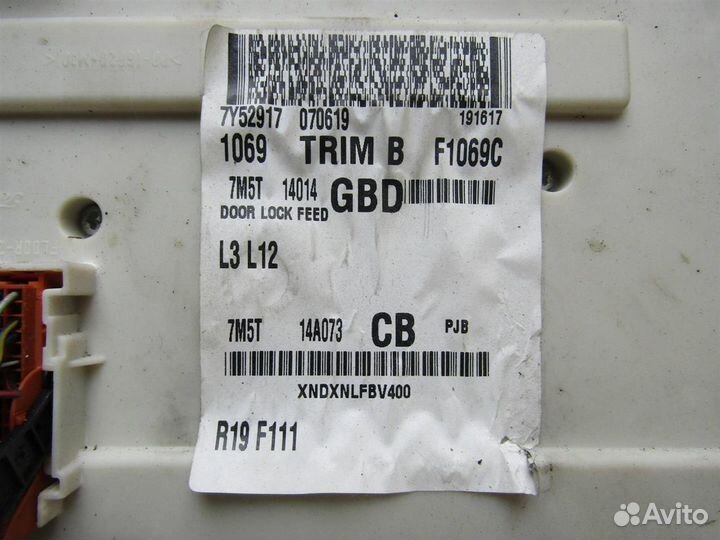 7Y52917 070619 191617
1069 TRIM B F1069C
7M5T 14014 GBD
DOOR LOCK FEED
L3 L12
7M5T 14A073 CB PJB
XNDXNLFBV400
R19 F111
Avito